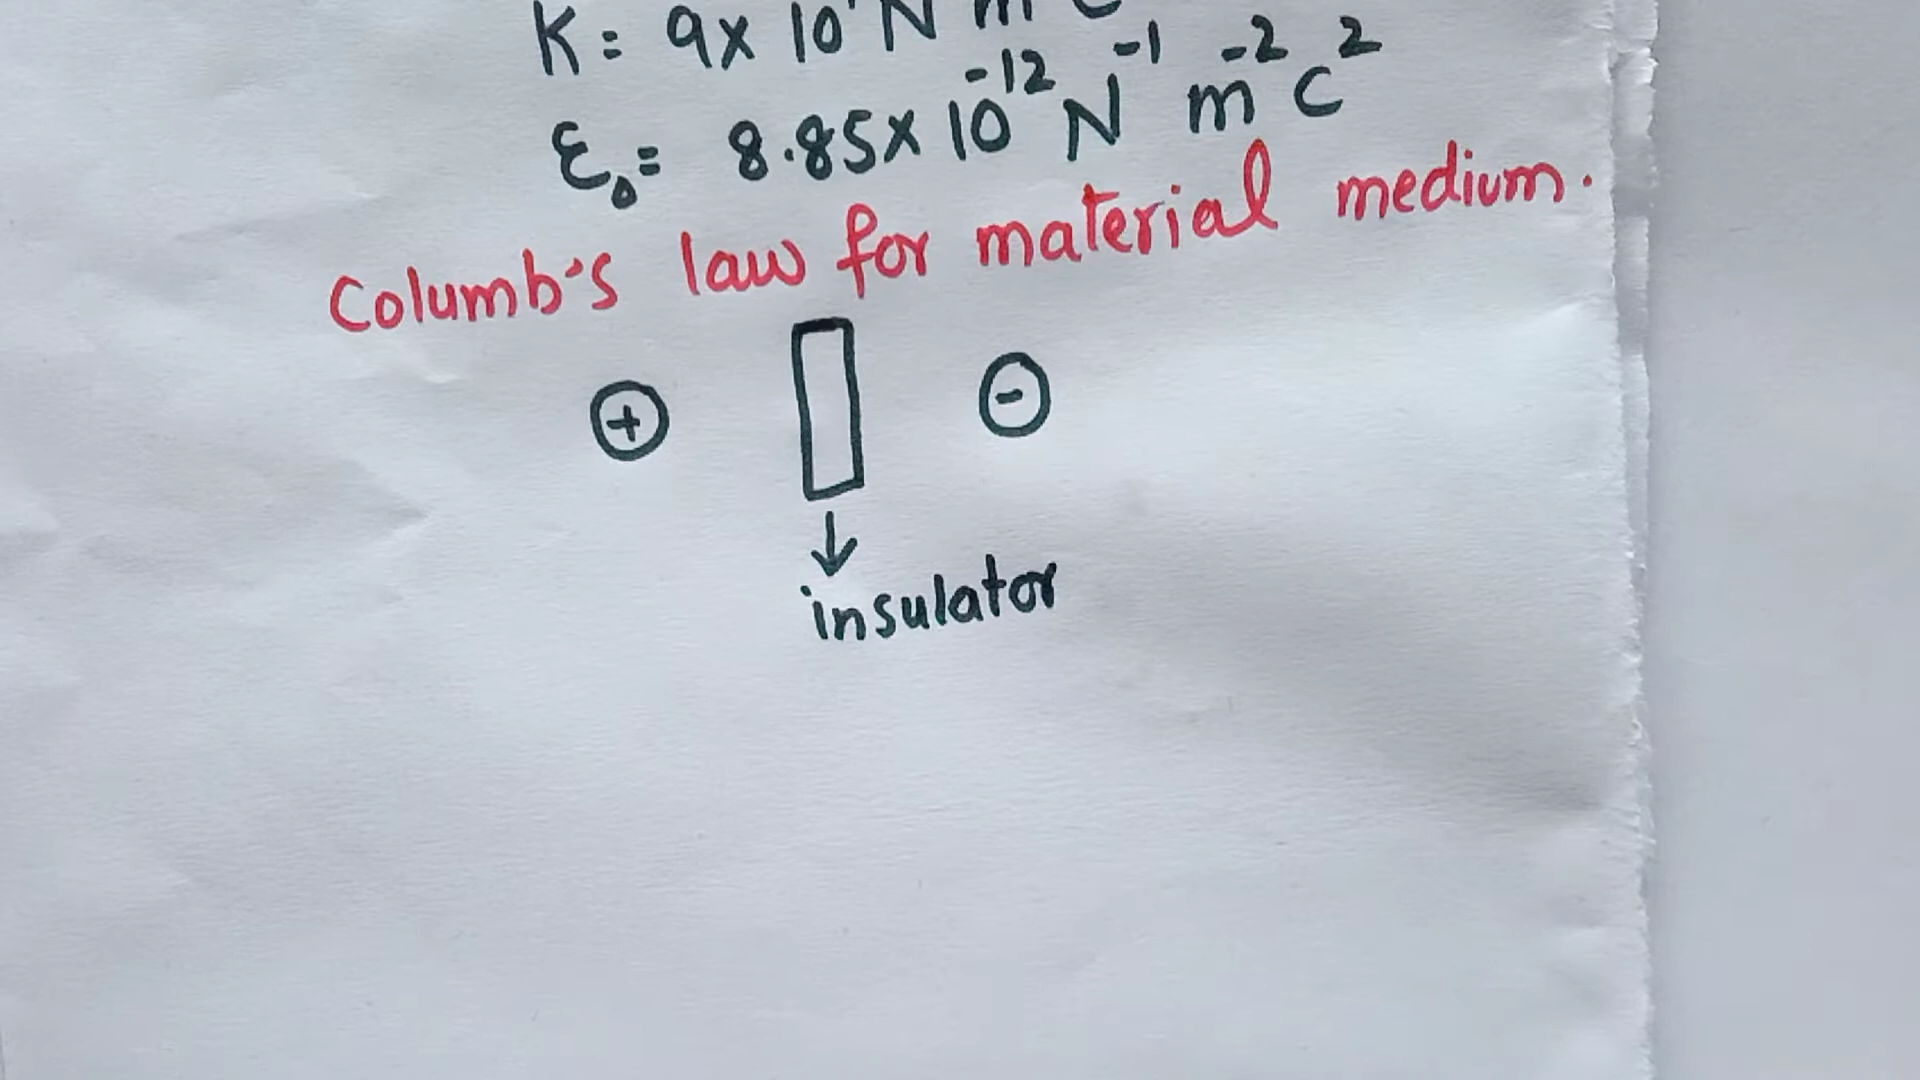 K = 9x 10 N m
ε₀ = 8.85x 10⁻¹² N⁻¹ m⁻² C²
Columb's law for material medium.
+ -
insulator